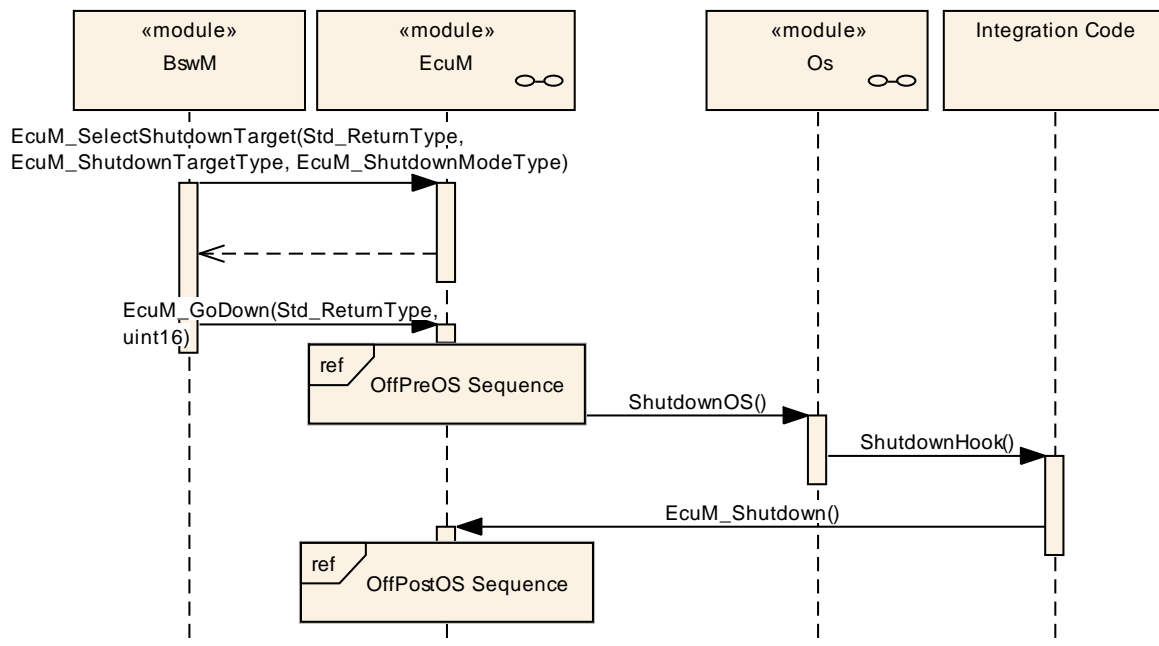 «module»
BswM
«module»
EcuM
«module»
Os
Integration Code
EcuM_SelectShutdownTarget(Std_ReturnType,
EcuM_ShutdownTargetType, EcuM_ShutdownModeType)
EcuM_GoDown(Std_ReturnType,
uint16)
ref
OffPreOS Sequence
ShutdownOS()
ShutdownHook()
EcuM_Shutdown()
ref
OffPostOS Sequence